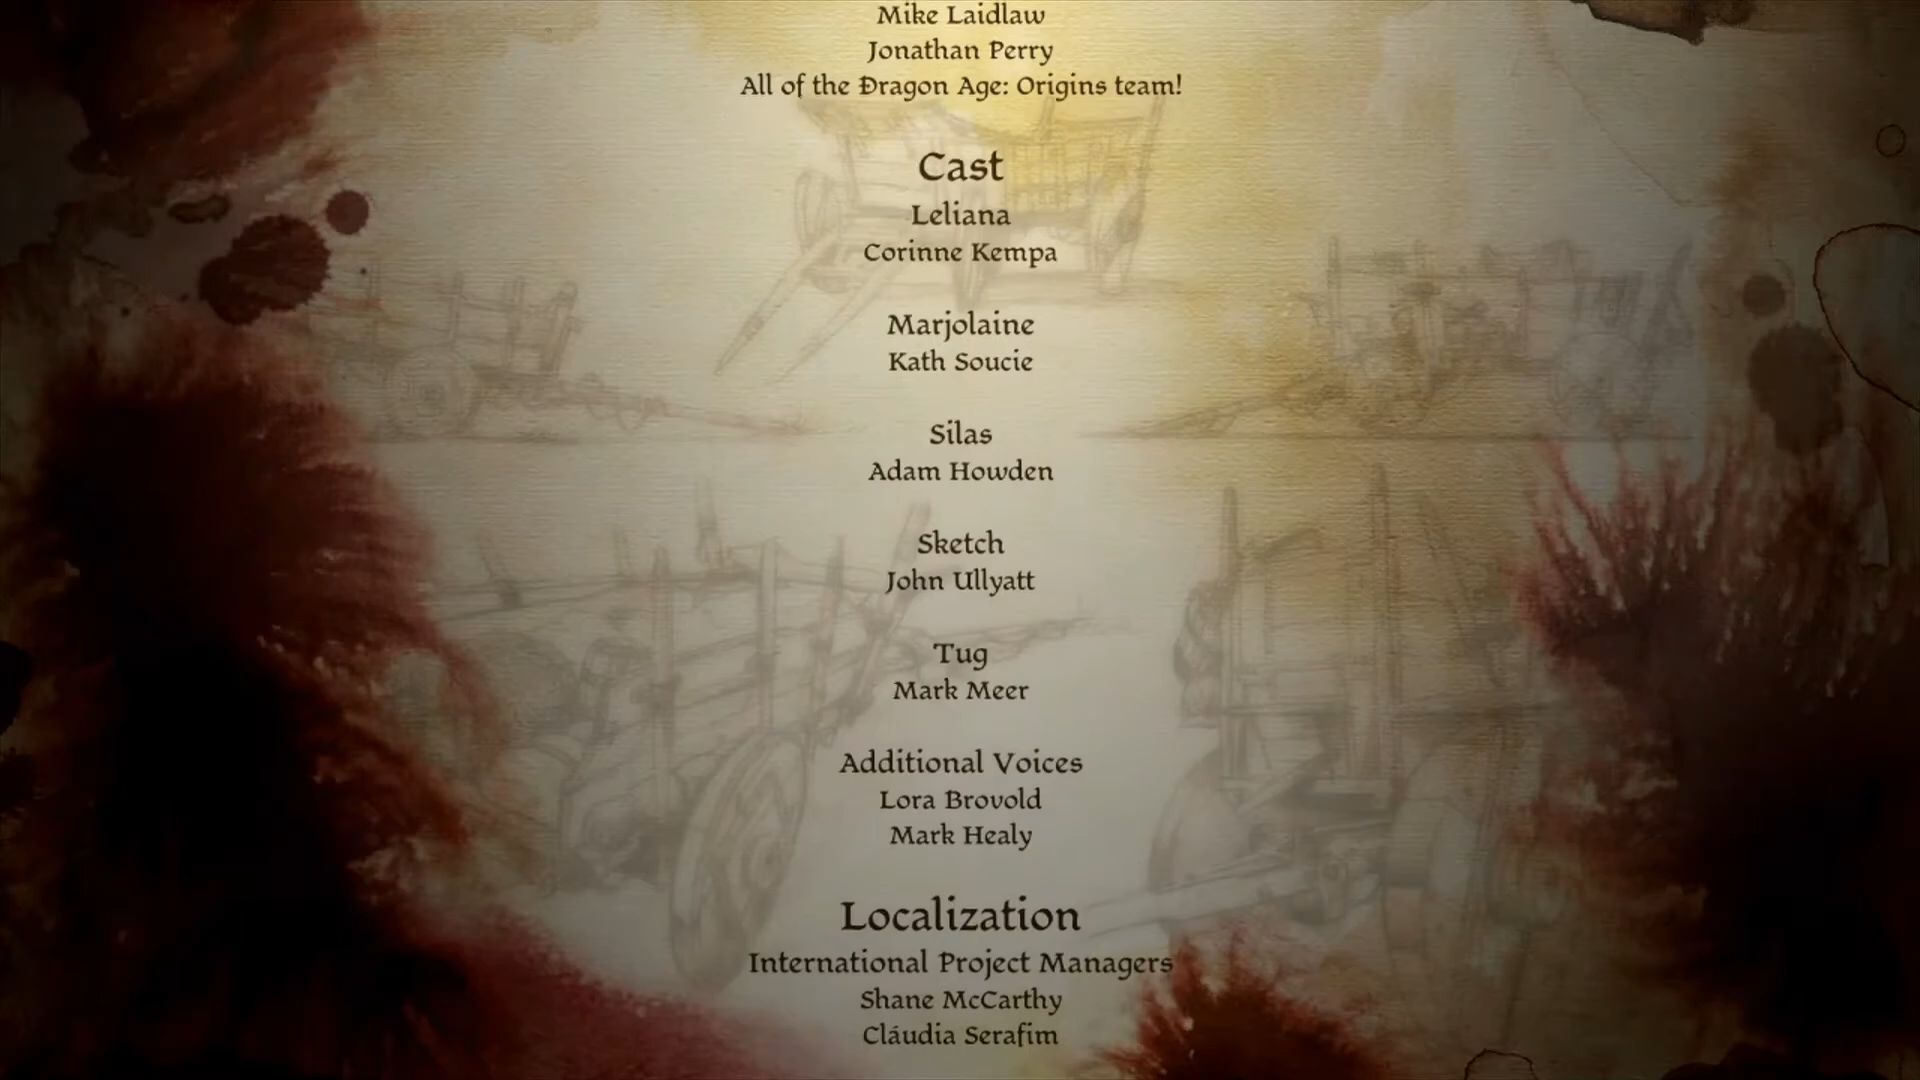 Mike Laidlaw
Jonathan Perry
All of the Dragon Age: Origins team!
Cast
Leliana
Corinne Kempa
Marjolaine
Kath Soucie
Silas
Adam Howden
Sketch
John Ullyatt
Tug
Mark Meer
Additional Voices
Lora Brovold
Mark Healy
Localization
International Project Managers
Shane McCarthy
Cláudia Serafim